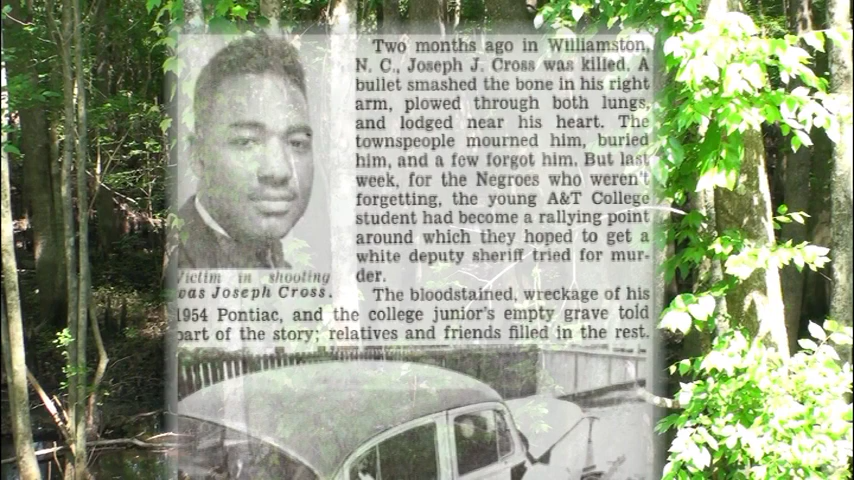 Two months ago in Williamston,
N. C., Joseph J. Cross was killed. A
bullet smashed the bone in his right
arm, plowed through both lungs,
and lodged near his heart. The
townspeople mourned him, buried
him, and a few forgot him. But last
week, for the Negroes who weren't
forgetting, the young A&T College
student had become a rallying point
around which they hoped to get a
white deputy sheriff tried for mur-
der.
Victim in shooting
was Joseph Cross.
The bloodstained, wreckage of his
1954 Pontiac, and the college junior's empty grave told
part of the story; relatives and friends filled in the rest.